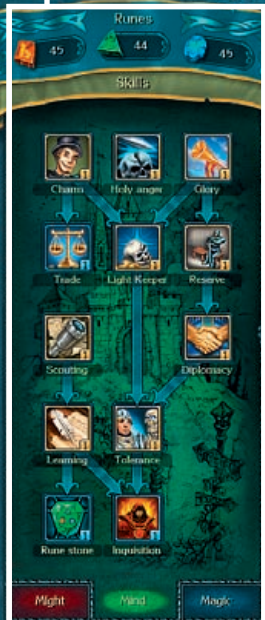 Runes
45 44 45
Skills
Charm Holy anger Glory
Trade Light Keeper Reserve
Scouting Diplomacy
Learning Tolerance
Rune stone Inquisition
Might Mind Magic